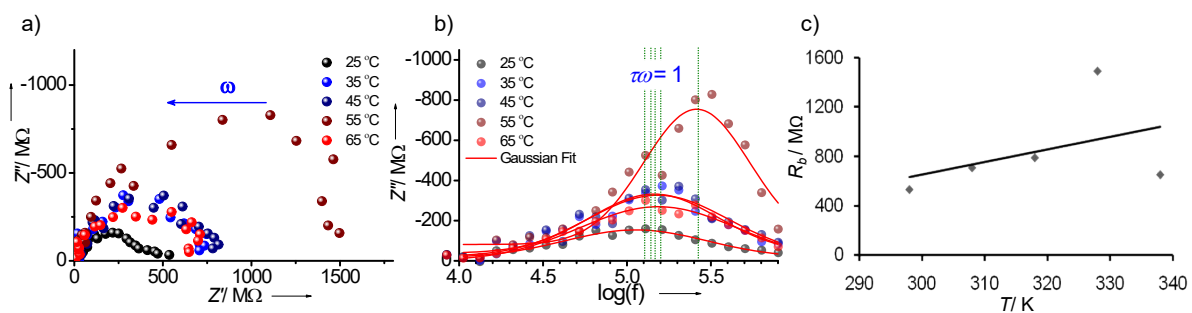 a)
-1000
-500
0
Z''/ MΩ
ω
25 °C
35 °C
45 °C
55 °C
65 °C
0 500 1000 1500
Z'/ MΩ
b)
-1000
-800
-600
-400
-200
-0
Z''/ MΩ
τω = 1
25 °C
35 °C
45 °C
55 °C
65 °C
Gaussian Fit
4.0 4.5 5.0 5.5
log(f)
c)
1600
1200
800
400
0
R_b / MΩ
290 300 310 320 330 340
T/ K